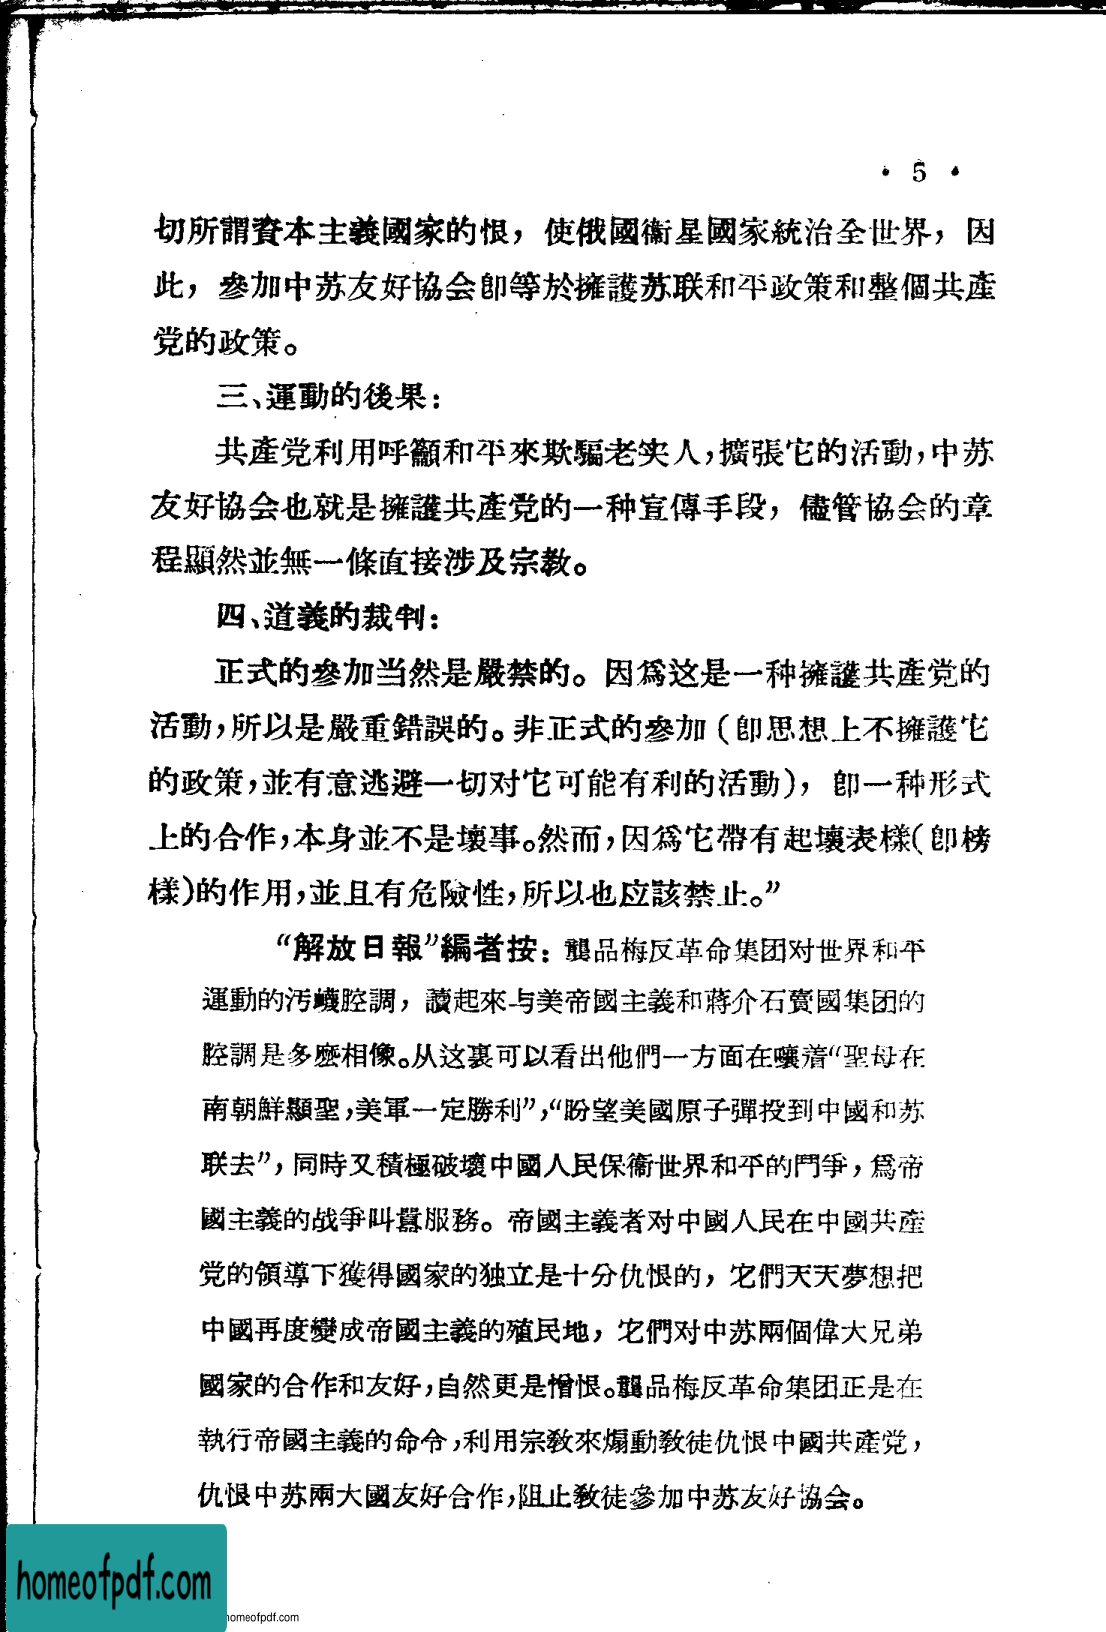 · 5 ·
切所謂資本主義國家的恨，使俄國衞星國家統治全世界，因
此，參加中苏友好協会卽等於擁護苏联和平政策和整個共產
党的政策。
三、運動的後果：
共產党利用呼籲和平來欺騙老实人，擴張它的活動，中苏
友好協会也就是擁護共產党的一种宣傳手段，儘管協会的章
程顯然並無一條直接涉及宗教。
四、道義的裁判：
正式的參加当然是嚴禁的。因爲这是一种擁護共產党的
活動，所以是嚴重錯誤的。非正式的參加（卽思想上不擁護它
的政策，並有意逃避一切对它可能有利的活動），卽一种形式
上的合作，本身並不是壞事。然而，因爲它帶有起壞表樣（卽榜
樣）的作用，並且有危險性，所以也应該禁止。”
“解放日報”編者按：龔品梅反革命集团对世界和平
運動的汚衊腔調，讀起來与美帝國主義和蔣介石賣國集团的
腔調是多麽相像。从这裏可以看出他們一方面在嚷着“聖母在
南朝鮮顯聖，美軍一定勝利”，“盼望美國原子彈投到中國和苏
联去”，同時又積極破壞中國人民保衞世界和平的鬥爭，爲帝
國主義的战爭叫囂服務。帝國主義者对中國人民在中國共產
党的領導下獲得國家的独立是十分仇恨的，它們天天夢想把
中國再度變成帝國主義的殖民地，它們对中苏兩個偉大兄弟
國家的合作和友好，自然更是憎恨。龔品梅反革命集团正是在
執行帝國主義的命令，利用宗教來煽動教徒仇恨中國共產党，
仇恨中苏兩大國友好合作，阻止教徒參加中苏友好協会。
homeofpdf.com
homeofpdf.com